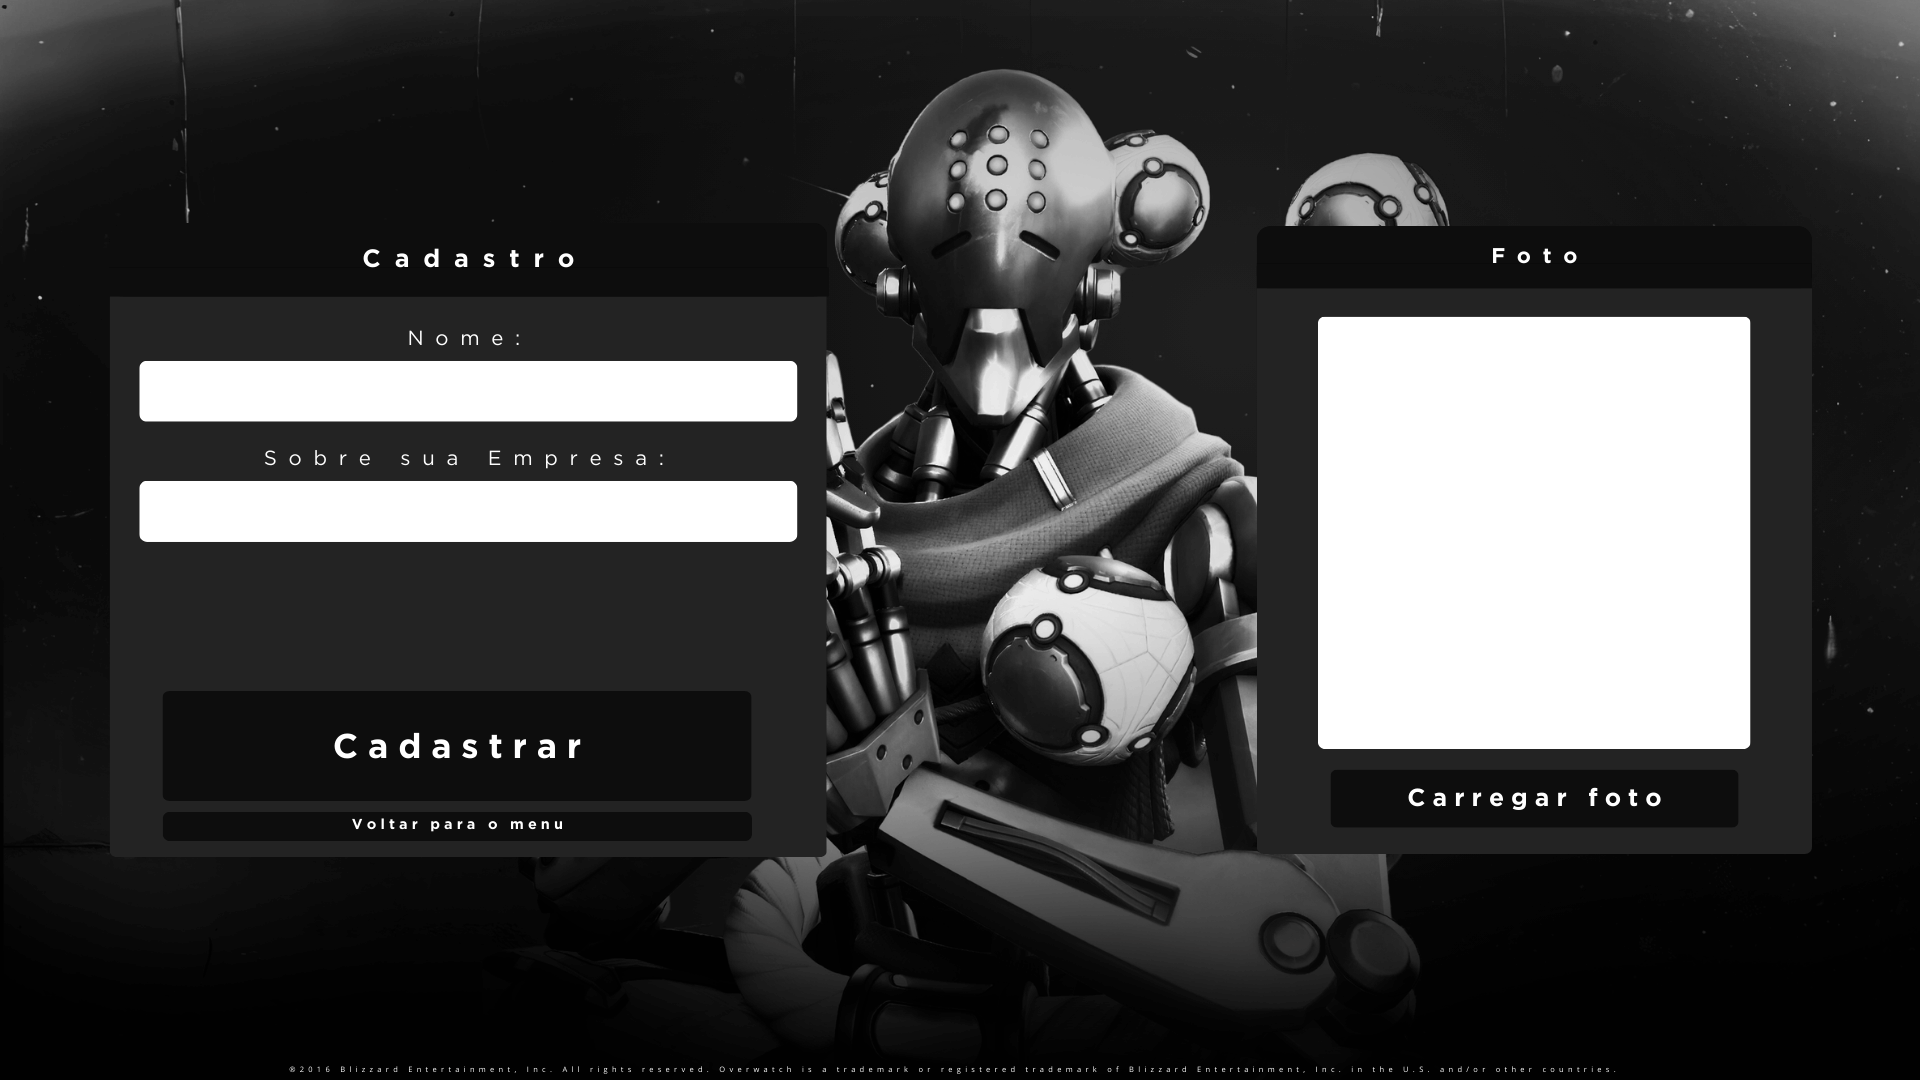 Cadastro
Nome:
Sobre sua Empresa:
Cadastrar
Voltar para o menu
Foto
Carregar foto
©2016 Blizzard Entertainment, Inc. All rights reserved. Overwatch is a trademark or registered trademark of Blizzard Entertainment, Inc. in the U.S. and/or other countries.